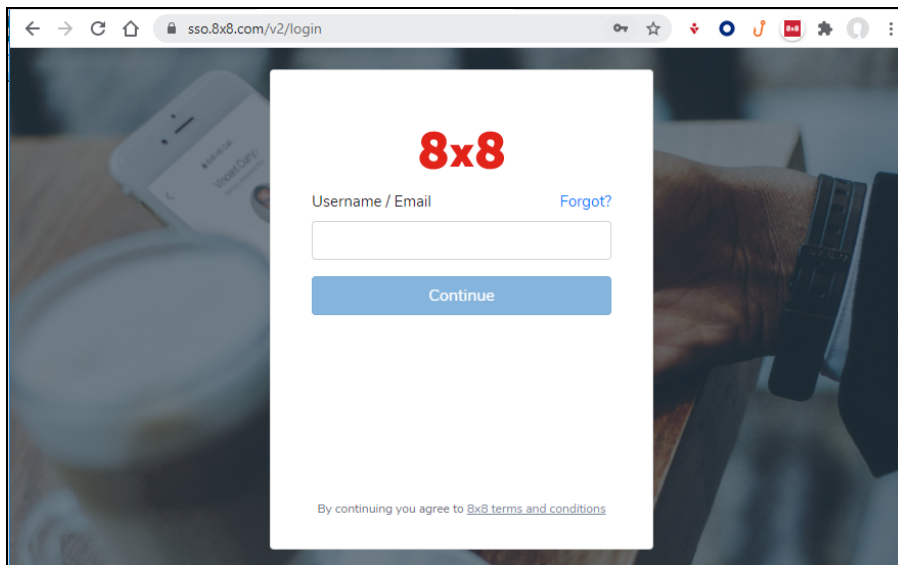 sso.8x8.com/v2/login
8x8
8x8
Username / Email
Forgot?
Continue
By continuing you agree to 8x8 terms and conditions